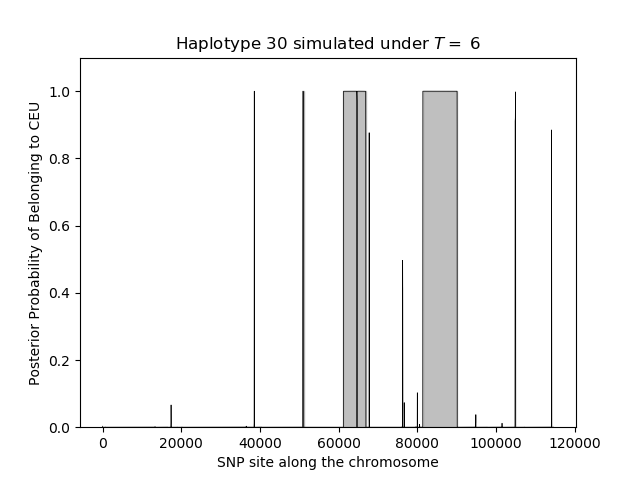 Haplotype 30 simulated under T = 6
Posterior Probability of Belonging to CEU
1.0
0.8
0.6
0.4
0.2
0.0
0 20000 40000 60000 80000 100000 120000
SNP site along the chromosome